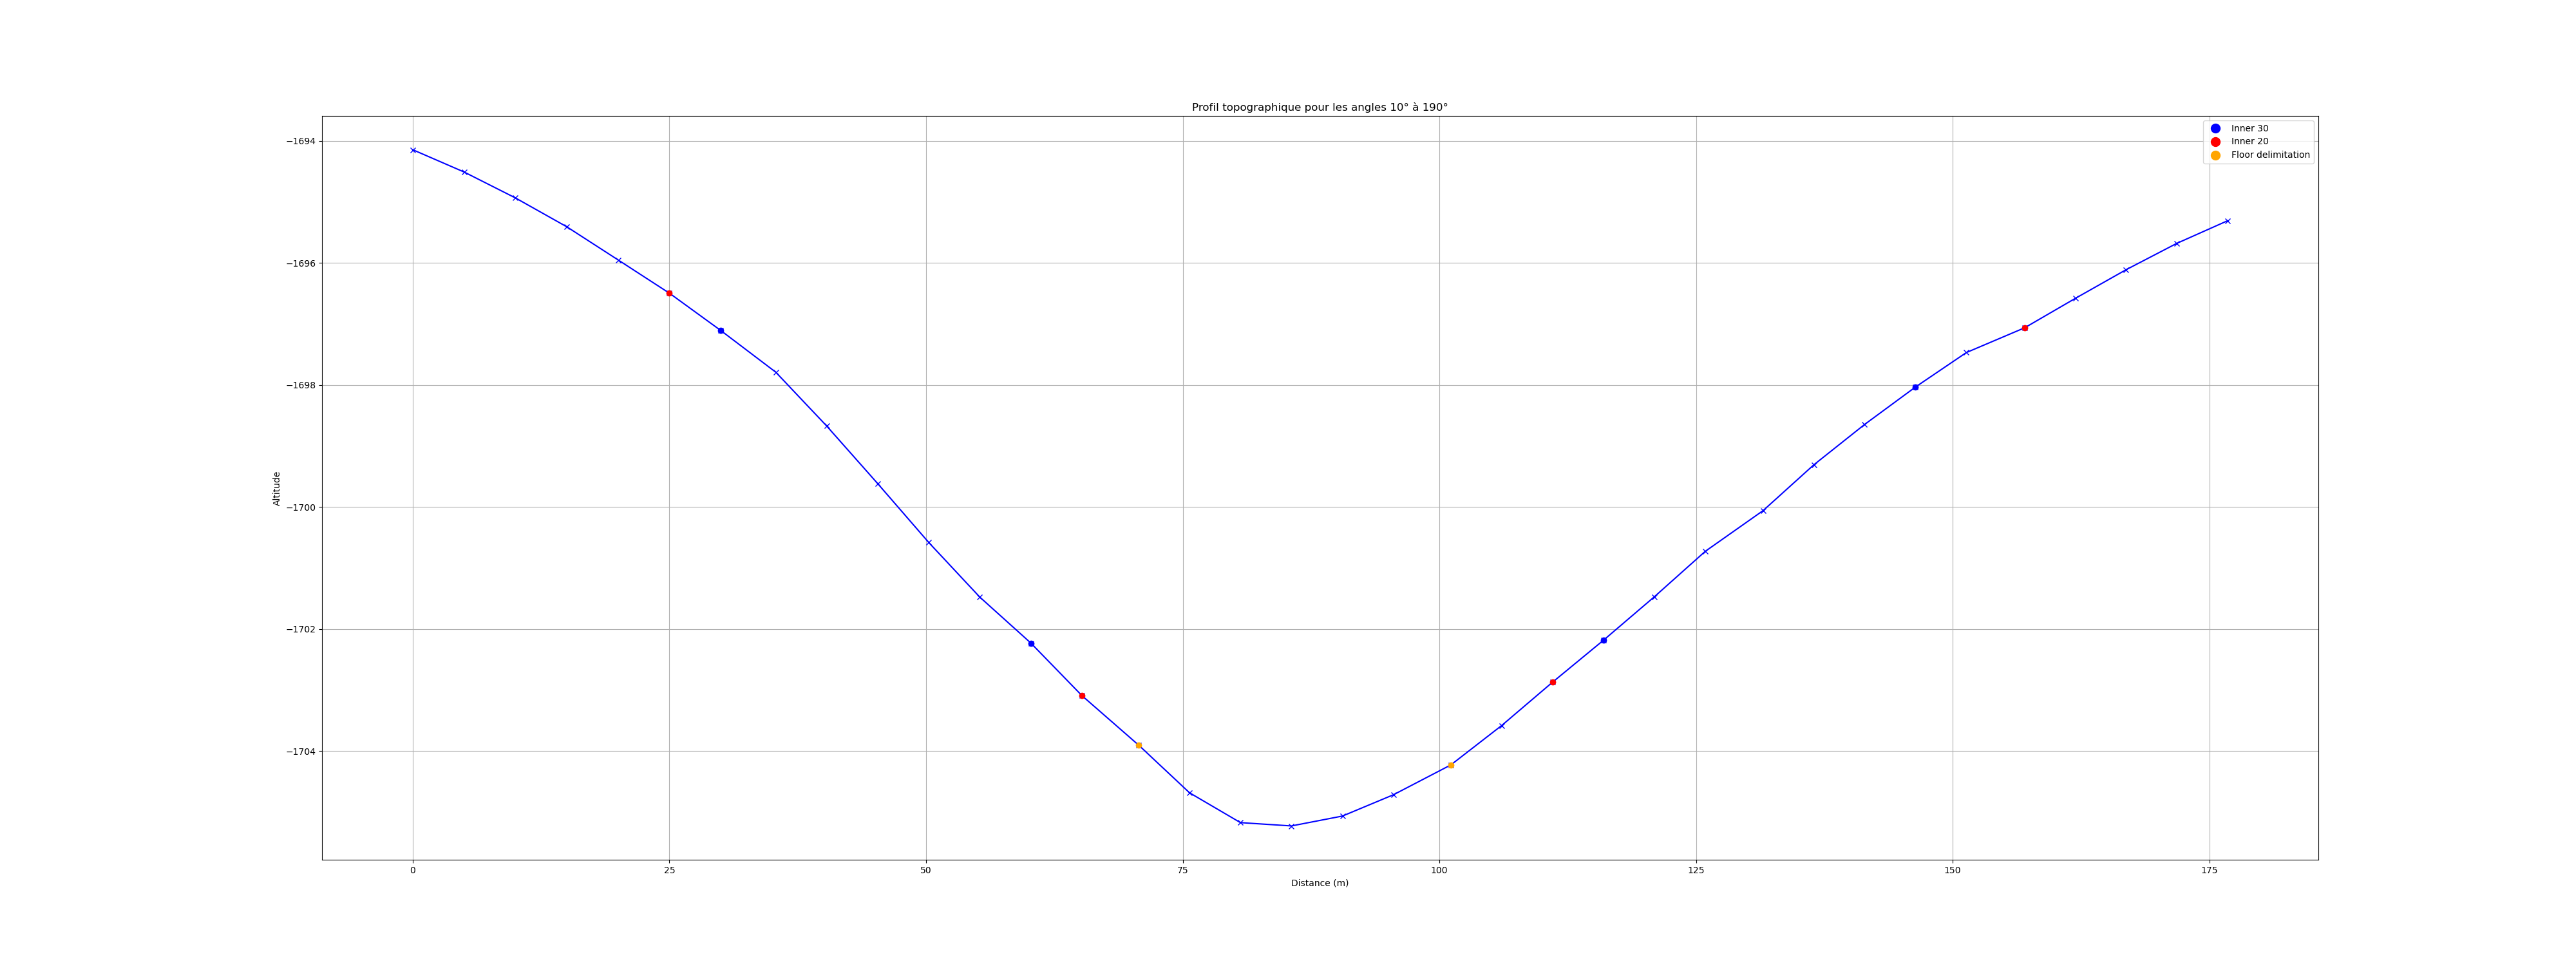 Profil topographique pour les angles 10° à 190°
Inner 30
Inner 20
Floor delimitation
Altitude
−1694
−1696
−1698
−1700
−1702
−1704
0
25
50
75
100
125
150
175
Distance (m)